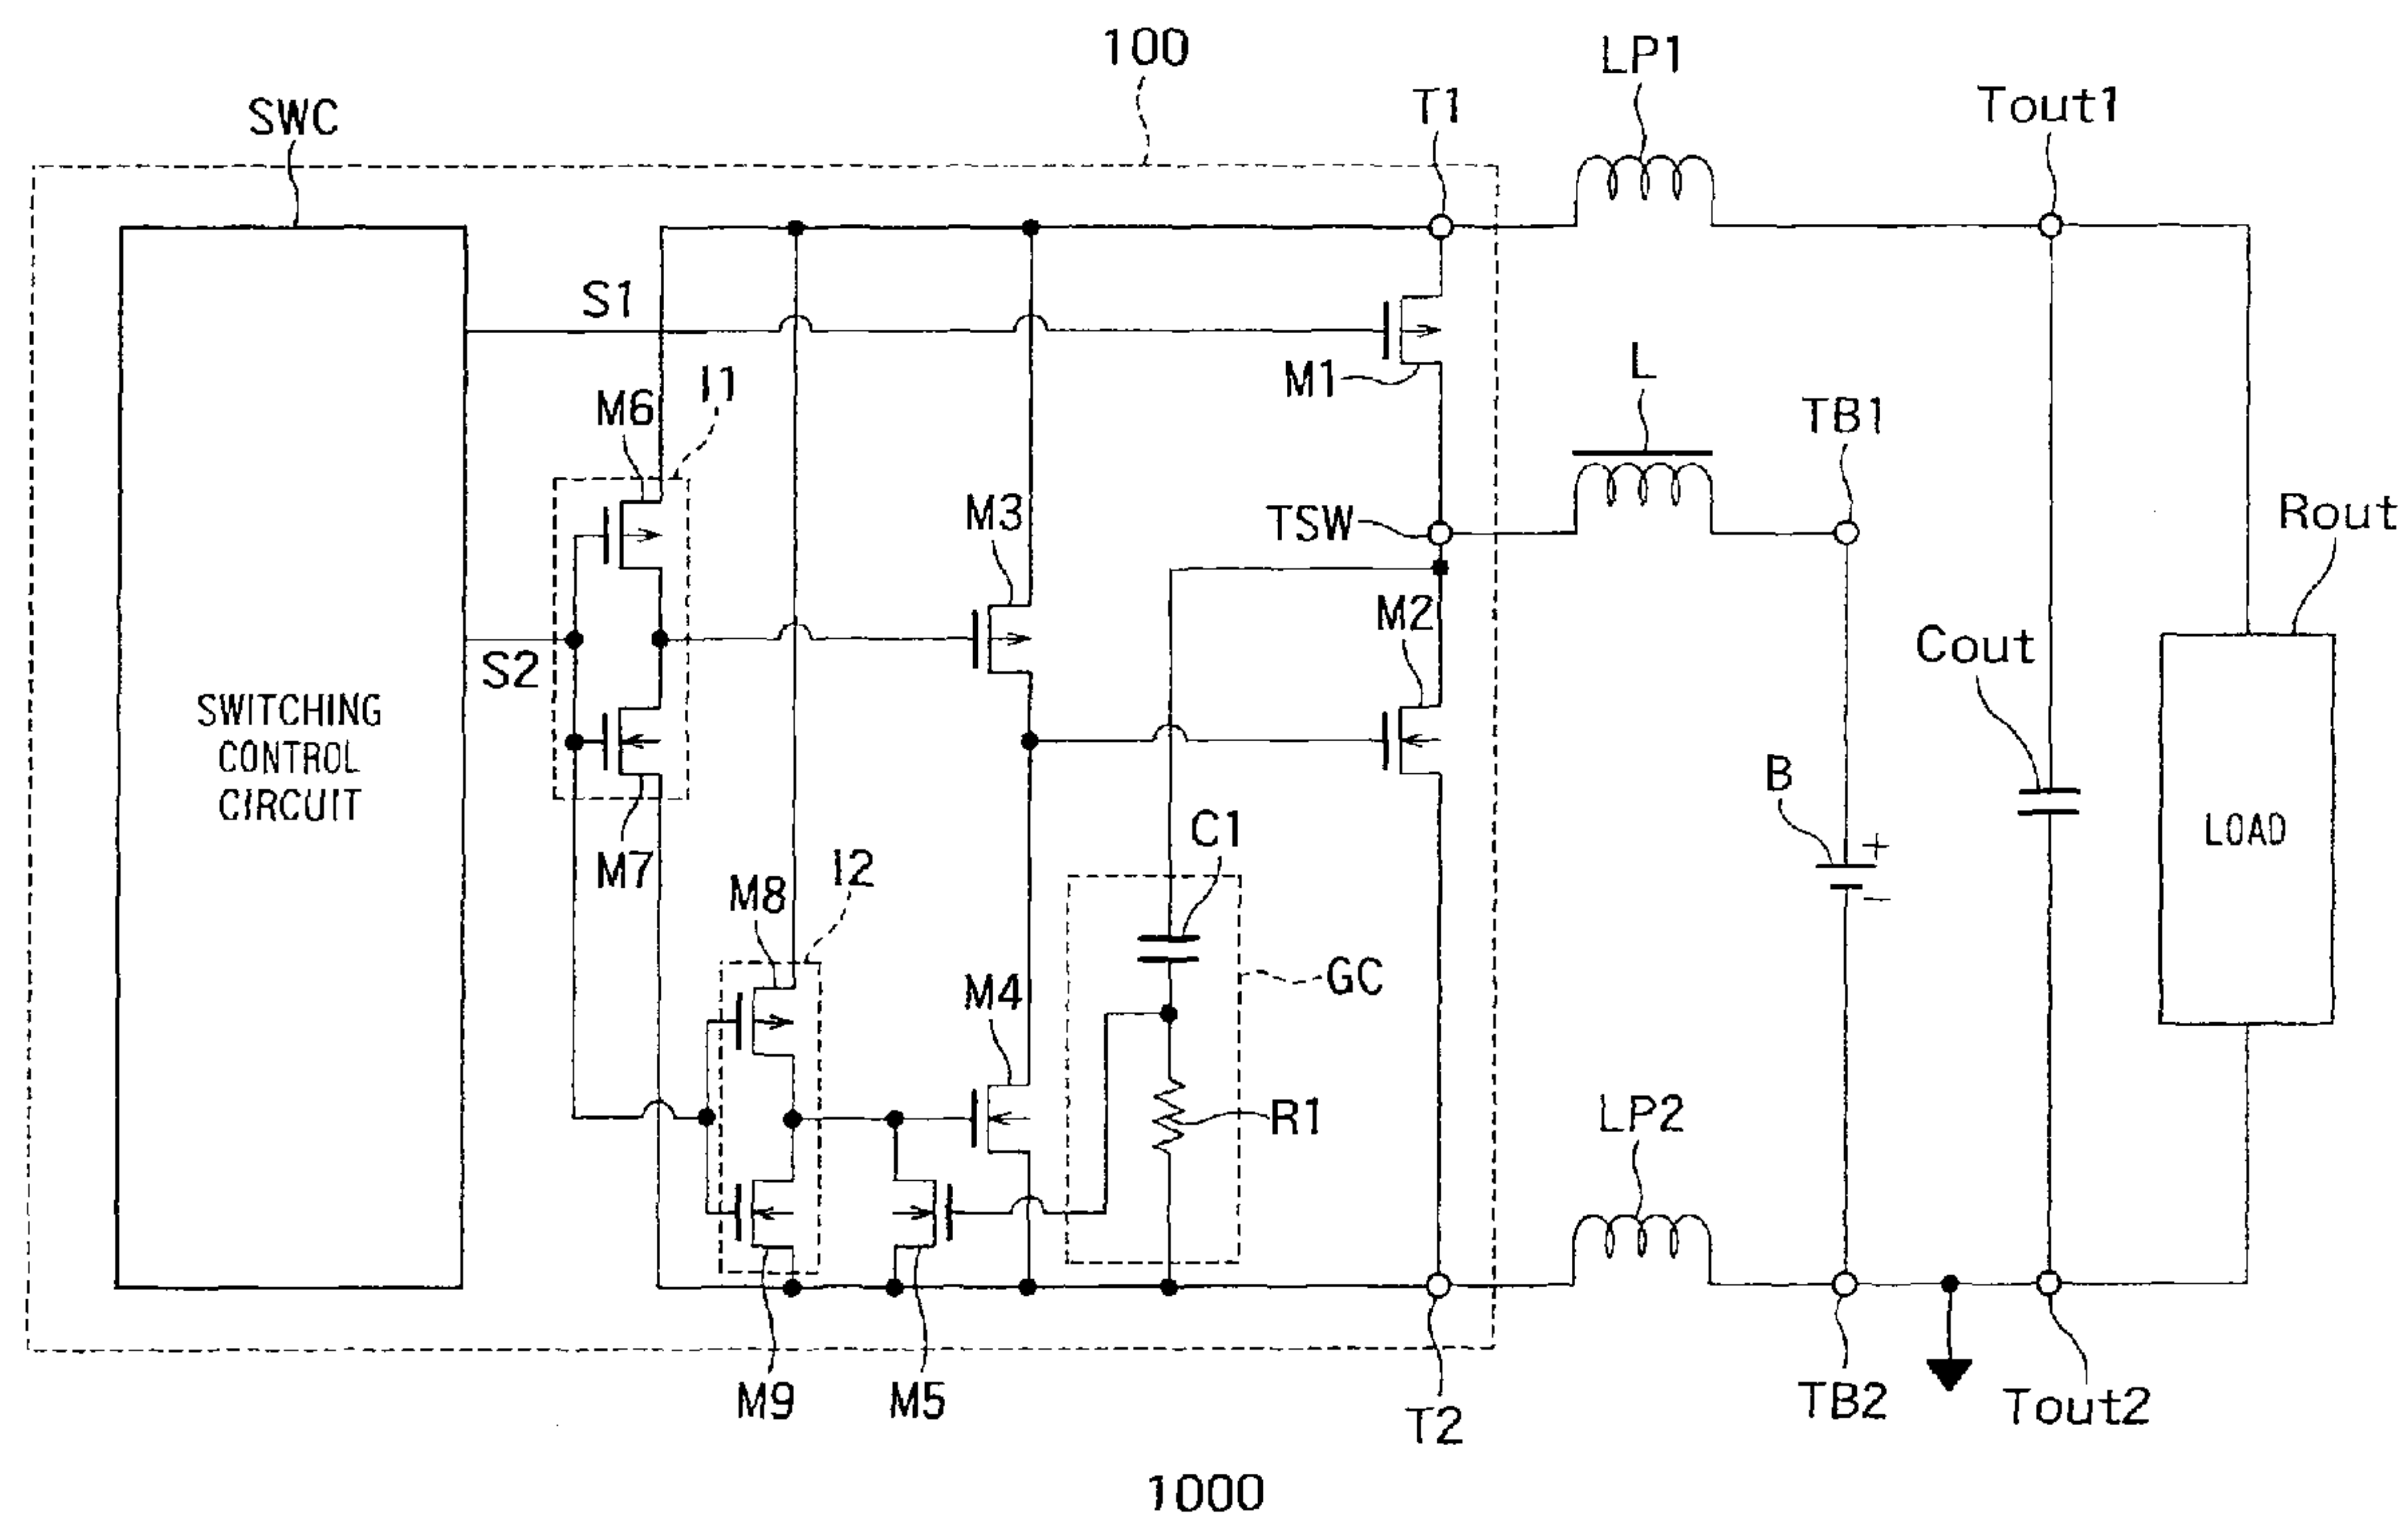 100
LP1
T1
Tout1
SWC
S1
M1
L
TB1
I1
M6
M3
TSW
Rout
M2
S2
Cout
SWITCHING
CONTROL
CIRCUIT
B
+
−
C1
LOAD
M7
I2
M8
GC
M4
R1
LP2
M9
M5
T2
TB2
Tout2
1000